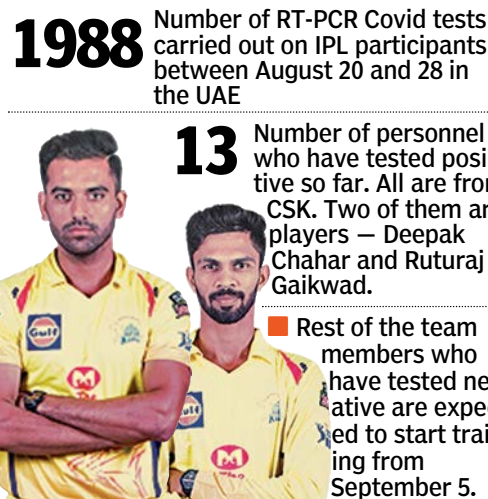 1988
Number of RT-PCR Covid tests
carried out on IPL participants
between August 20 and 28 in
the UAE
13
Number of personnel
who have tested posi
tive so far. All are fro
CSK. Two of them a
players — Deepak
Chahar and Ruturaj
Gaikwad.
Rest of the team
members who
have tested ne
ative are expe
ed to start trai
ing from
September 5.
Gulf
M
M